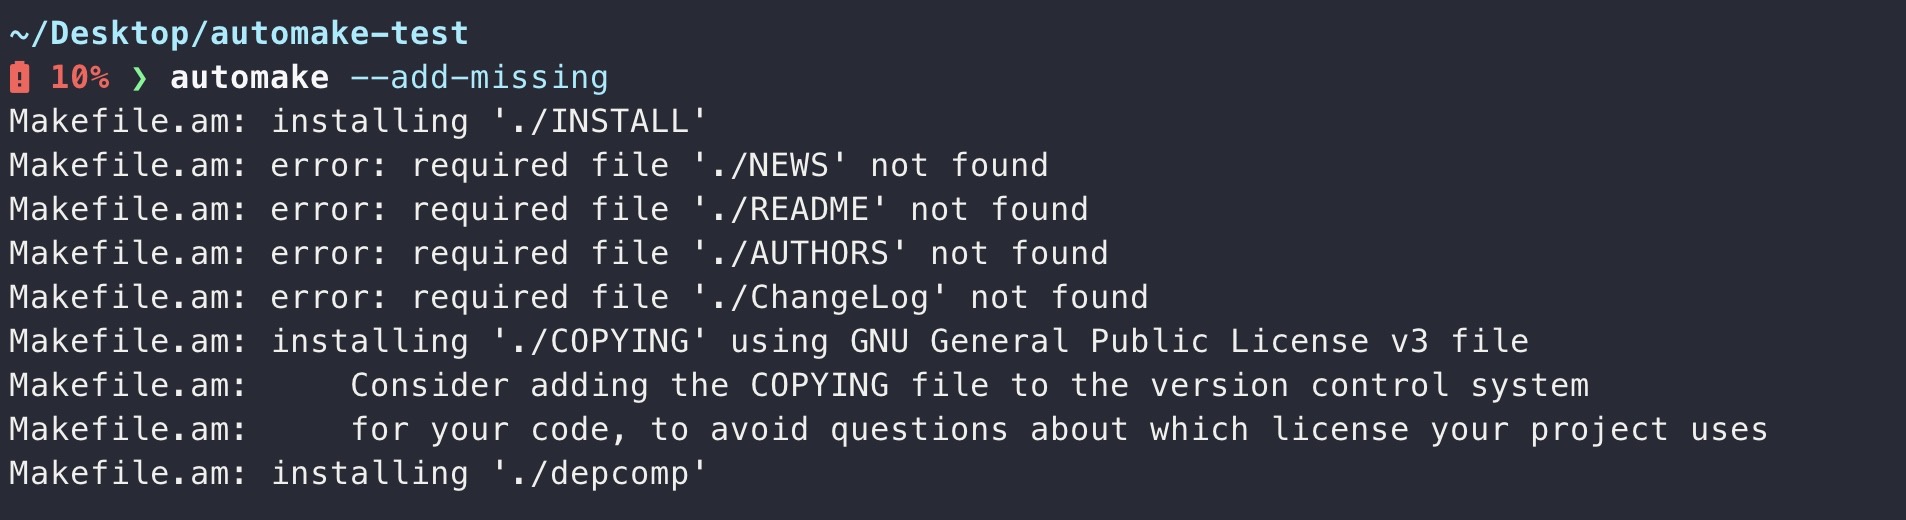 ~/Desktop/automake-test
10% ❯ automake --add-missing
Makefile.am: installing './INSTALL'
Makefile.am: error: required file './NEWS' not found
Makefile.am: error: required file './README' not found
Makefile.am: error: required file './AUTHORS' not found
Makefile.am: error: required file './ChangeLog' not found
Makefile.am: installing './COPYING' using GNU General Public License v3 file
Makefile.am:     Consider adding the COPYING file to the version control system
Makefile.am:     for your code, to avoid questions about which license your project uses
Makefile.am: installing './depcomp'